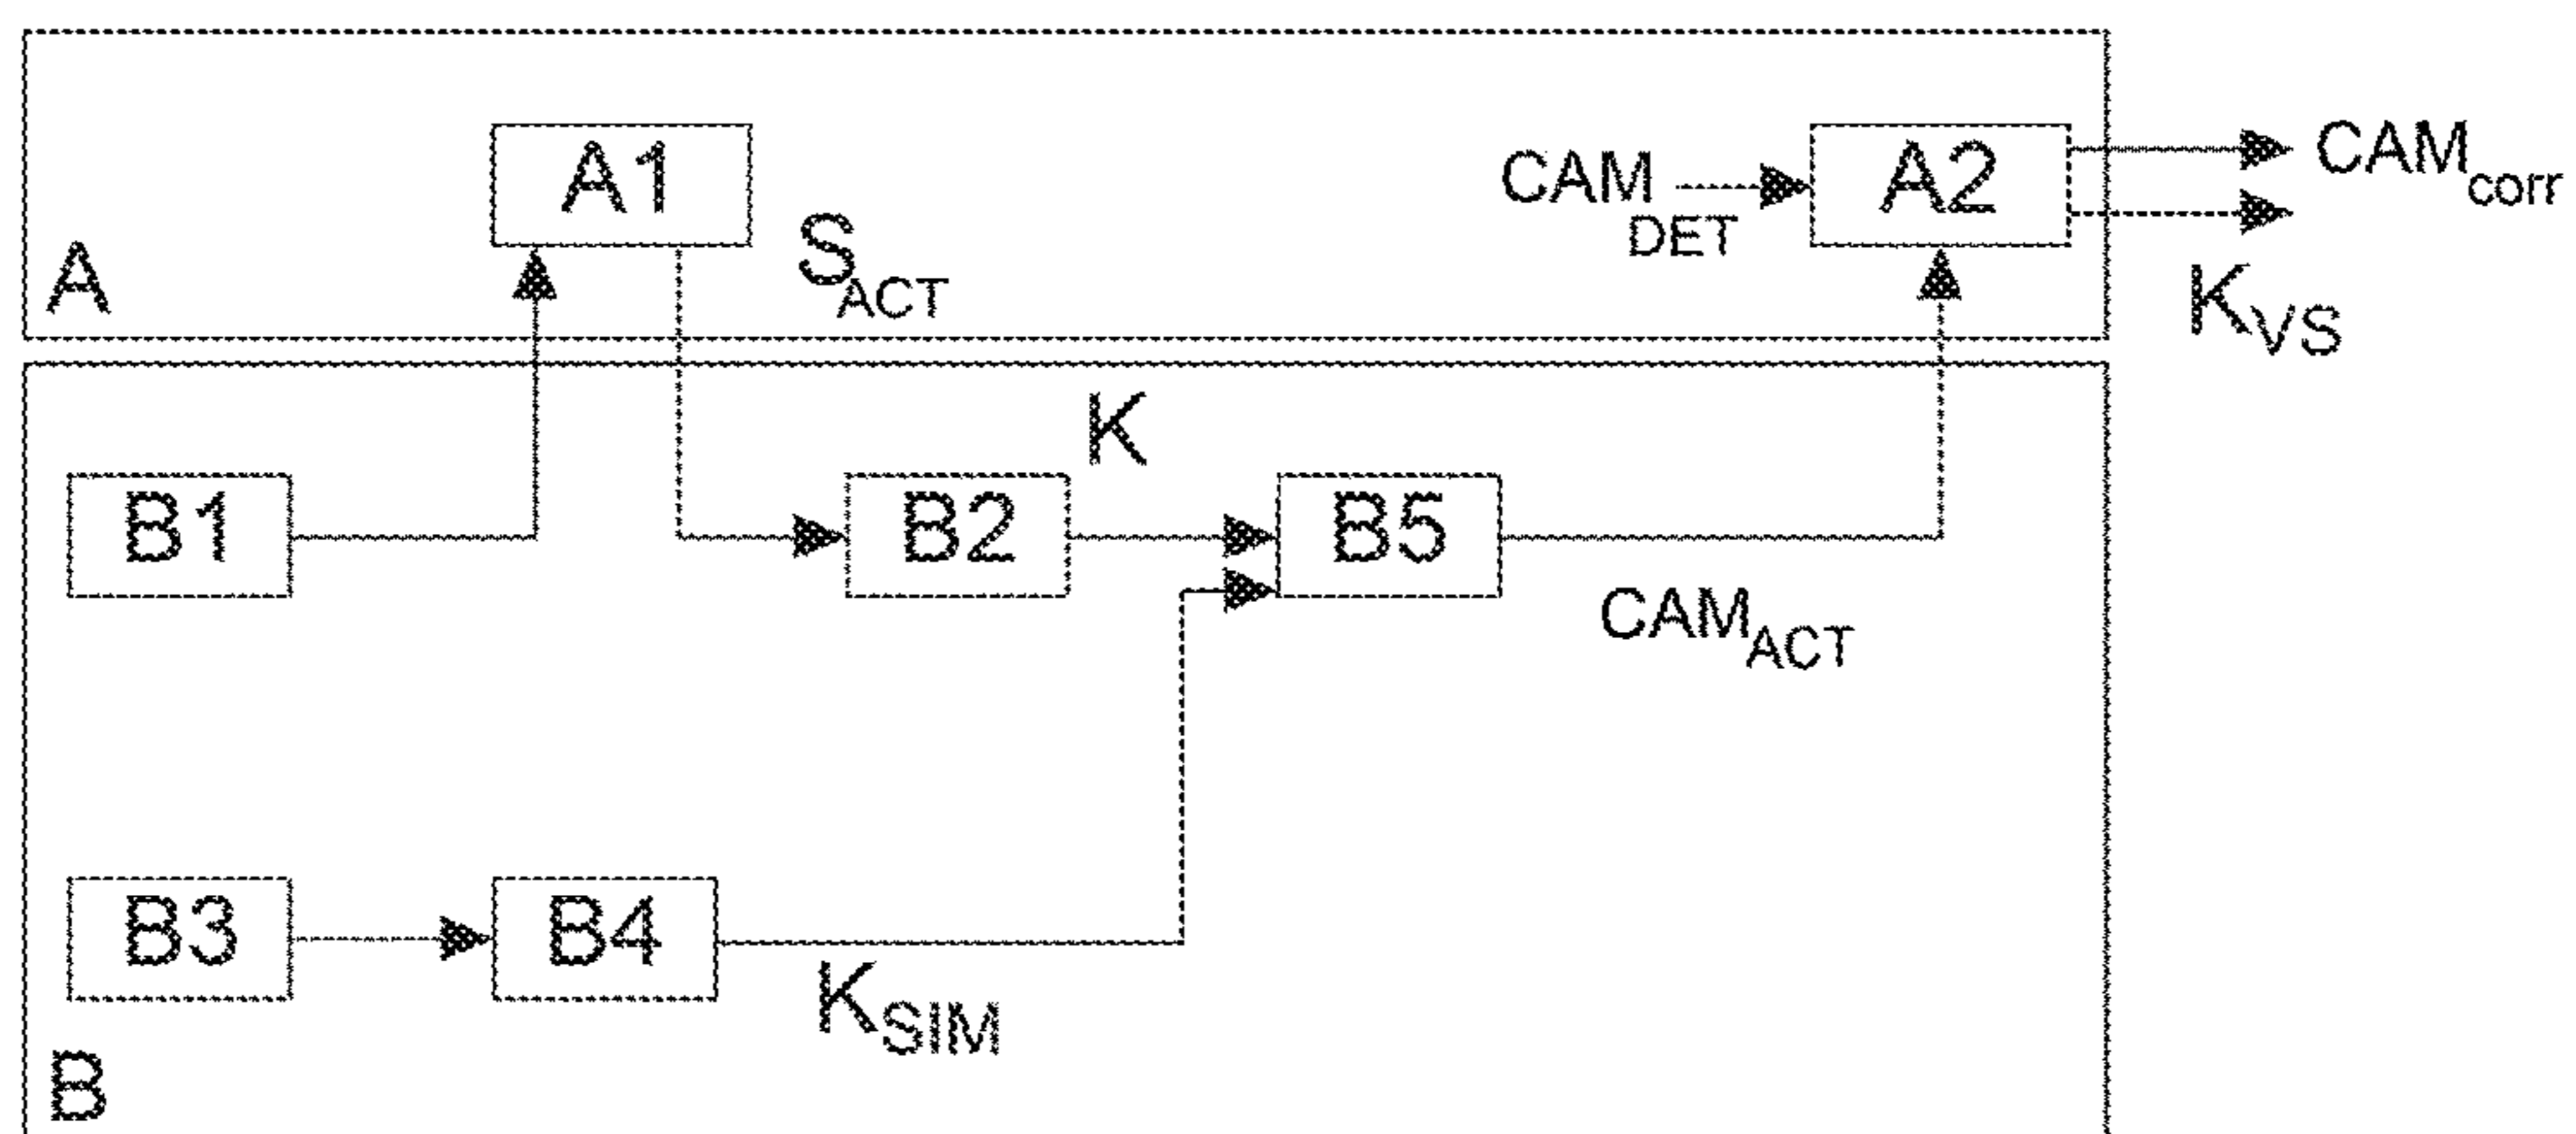 A1
CAM_DET
A2
CAM_corr
S_ACT
A
K_VS
K
B1
B2
B5
CAM_ACT
B3
B4
K_SIM
B